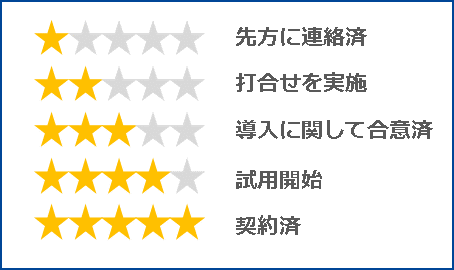 先方に連絡済
打合せを実施
導入に関して合意済
試用開始
契約済